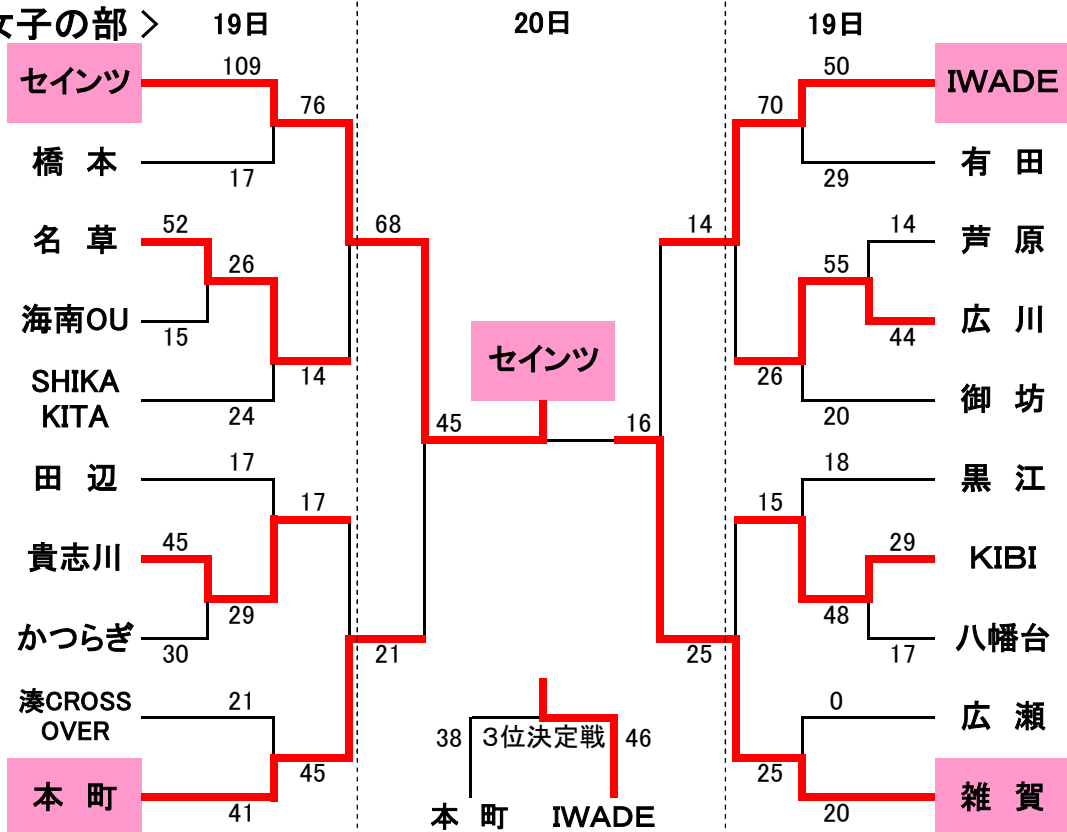 女子の部 ＞
19日
20日
19日
セインツ
109
76
橋 本
17
名 草
52
26
68
海南OU
15
14
SHIKA
KITA
24
45
田 辺
17
17
貴志川
45
29
かつらぎ
30
21
湊CROSS
OVER
21
45
本 町
41
セインツ
16
IWADE
50
70
有 田
29
14
芦 原
14
55
広 川
44
26
御 坊
20
黒 江
18
15
KIBI
29
48
八幡台
17
25
広 瀬
0
25
雑 賀
20
38
３位決定戦
46
本 町
IWADE